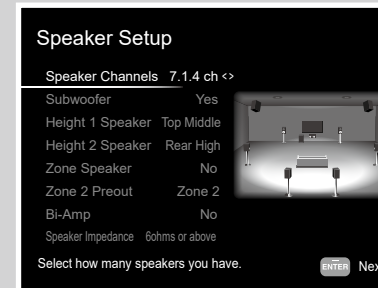 Speaker Setup
Speaker Channels 7.1.4 ch <>
Subwoofer Yes
Height 1 Speaker Top Middle
Height 2 Speaker Rear High
Zone Speaker No
Zone 2 Preout Zone 2
Bi-Amp No
Speaker Impedance 6ohms or above
Select how many speakers you have.
ENTER Nex